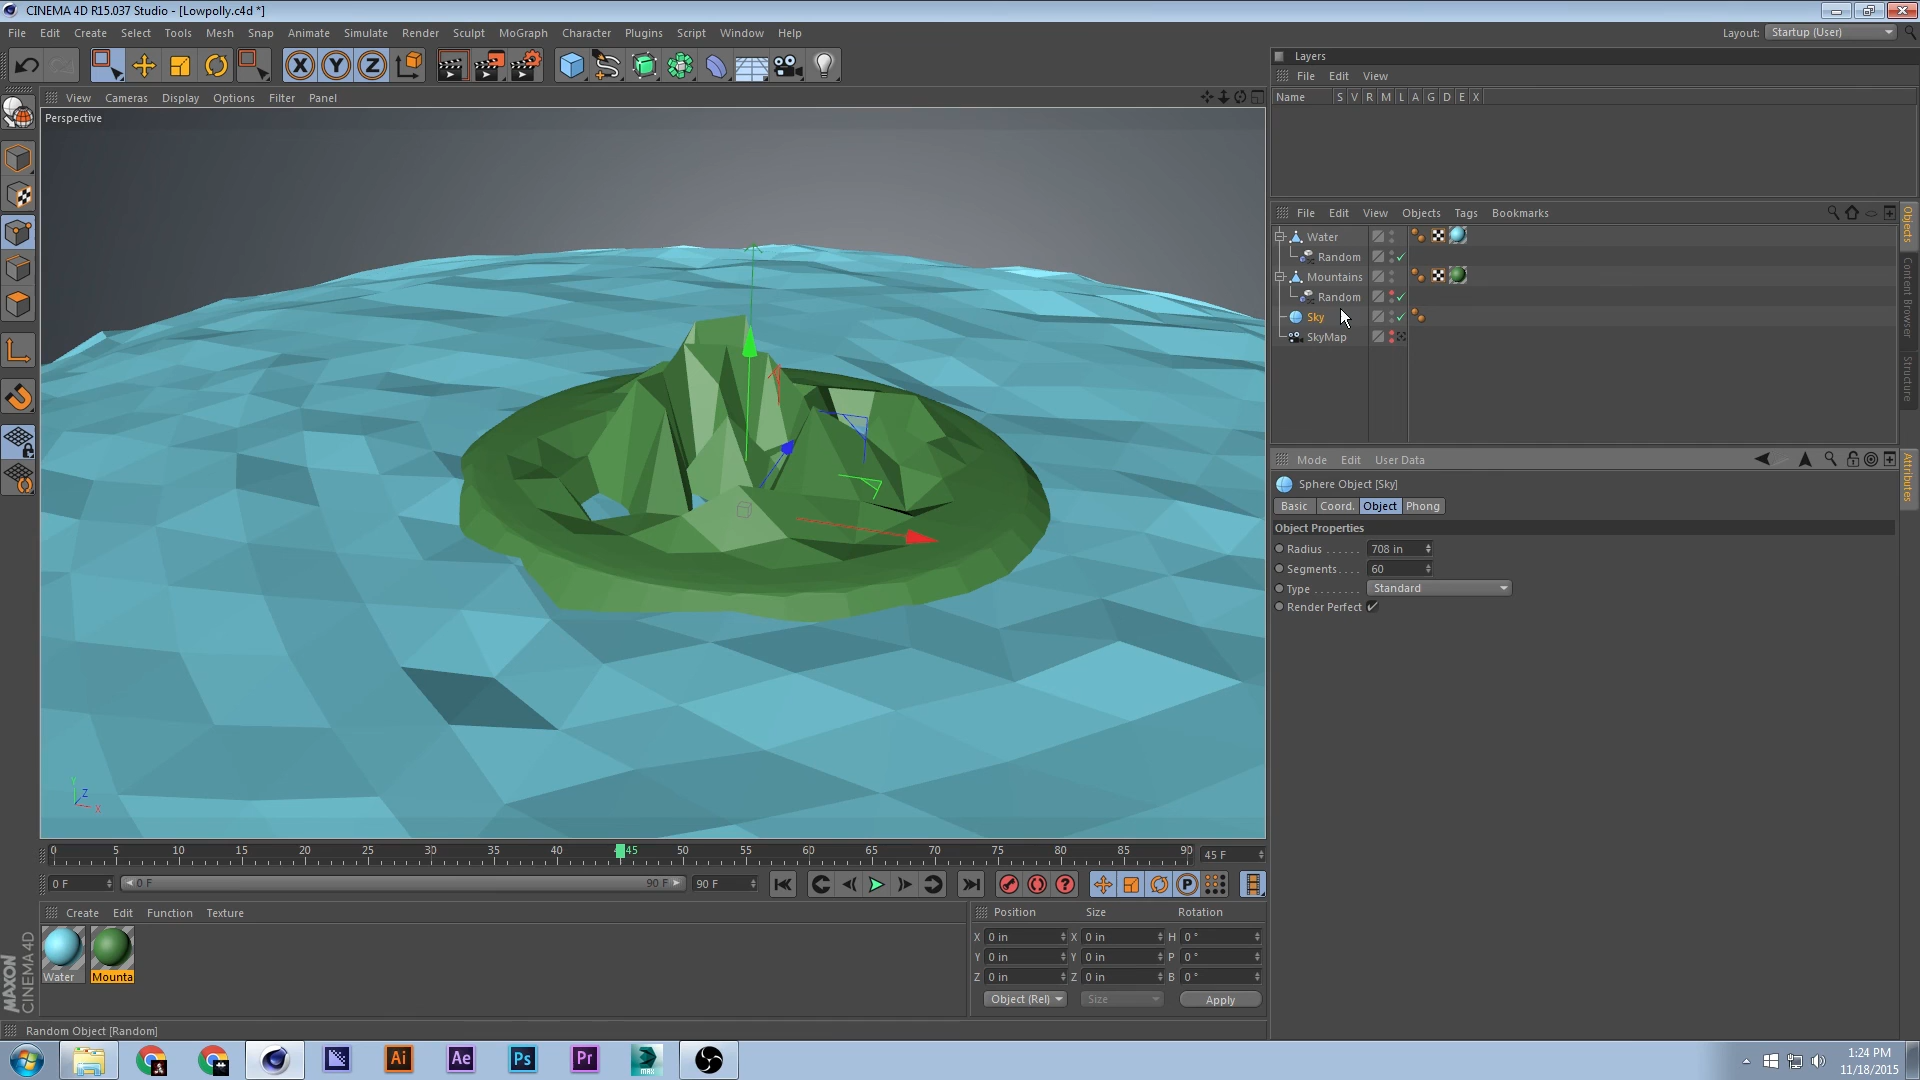 CINEMA 4D R15.037 Studio - [Lowpolly.c4d *]
File Edit Create Select Tools Mesh Snap Animate Simulate Render Sculpt MoGraph Character Plugins Script Window Help
Layout: Startup (User)
Layers
File Edit View
Name S V R M L A G D E X
View Cameras Display Options Filter Panel
Perspective
File Edit View Objects Tags Bookmarks
Water
Random
Mountains
Random
Sky
SkyMap
Objects
Content Browser
Structure
Mode Edit User Data
Attributes
Sphere Object [Sky]
Basic Coord. Object Phong
Object Properties
Radius . . . . . . 708 in
Segments. . . . 60
Type . . . . . . . . Standard
Render Perfect
Y
Z
X
0 5 10 15 20 25 30 35 40 45 50 55 60 65 70 75 80 85 90
45 F
0 F 0 F 90 F 90 F
Create Edit Function Texture
Water Mounta
Position Size Rotation
X 0 in X 0 in H 0 °
Y 0 in Y 0 in P 0 °
Z 0 in Z 0 in B 0 °
Object (Rel) Size Apply
MAXON
CINEMA 4D
Random Object [Random]
Ai Ae Ps Pr
MAX
1:24 PM
11/18/2015